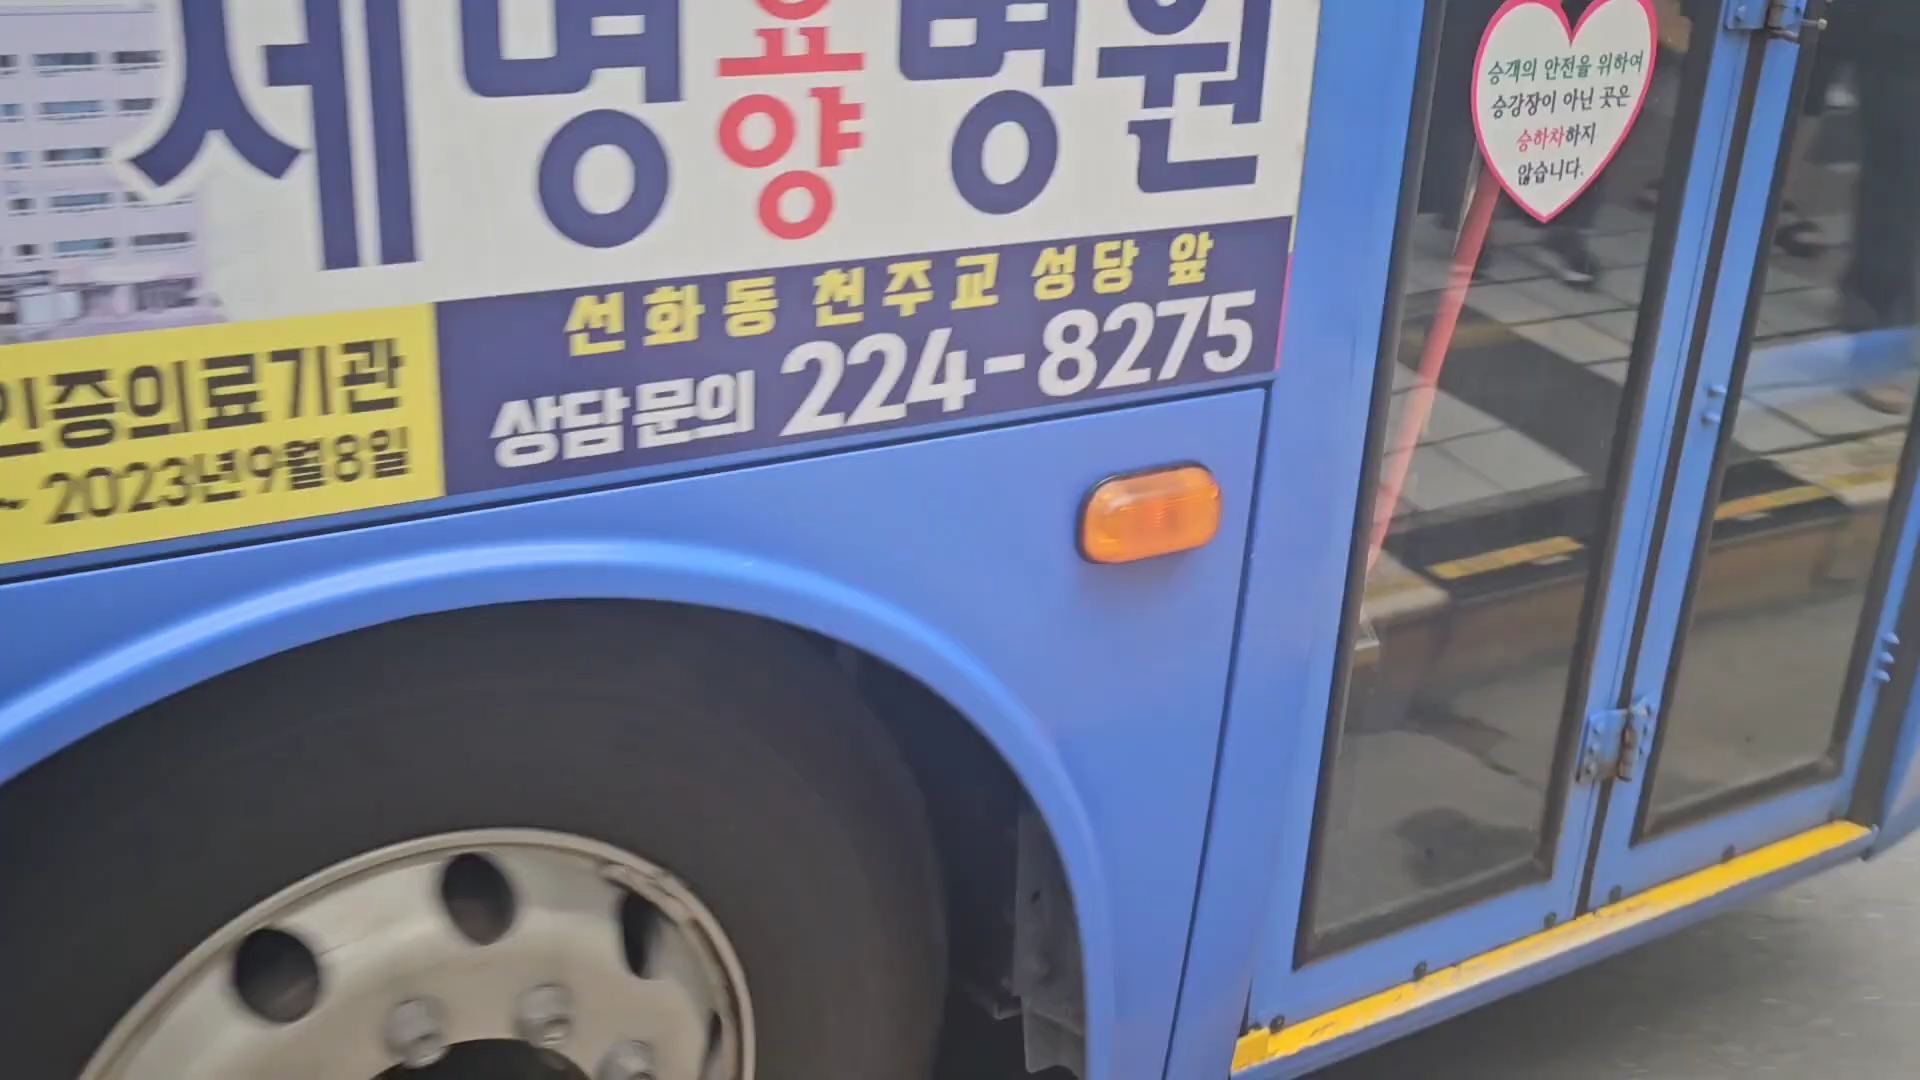 세명요양병원
선화동 천주교 성당 앞
상담문의 224-8275
인증의료기관
~ 2023년9월8일
승객의 안전을 위하여
승강장이 아닌 곳은
승하차하지
않습니다.